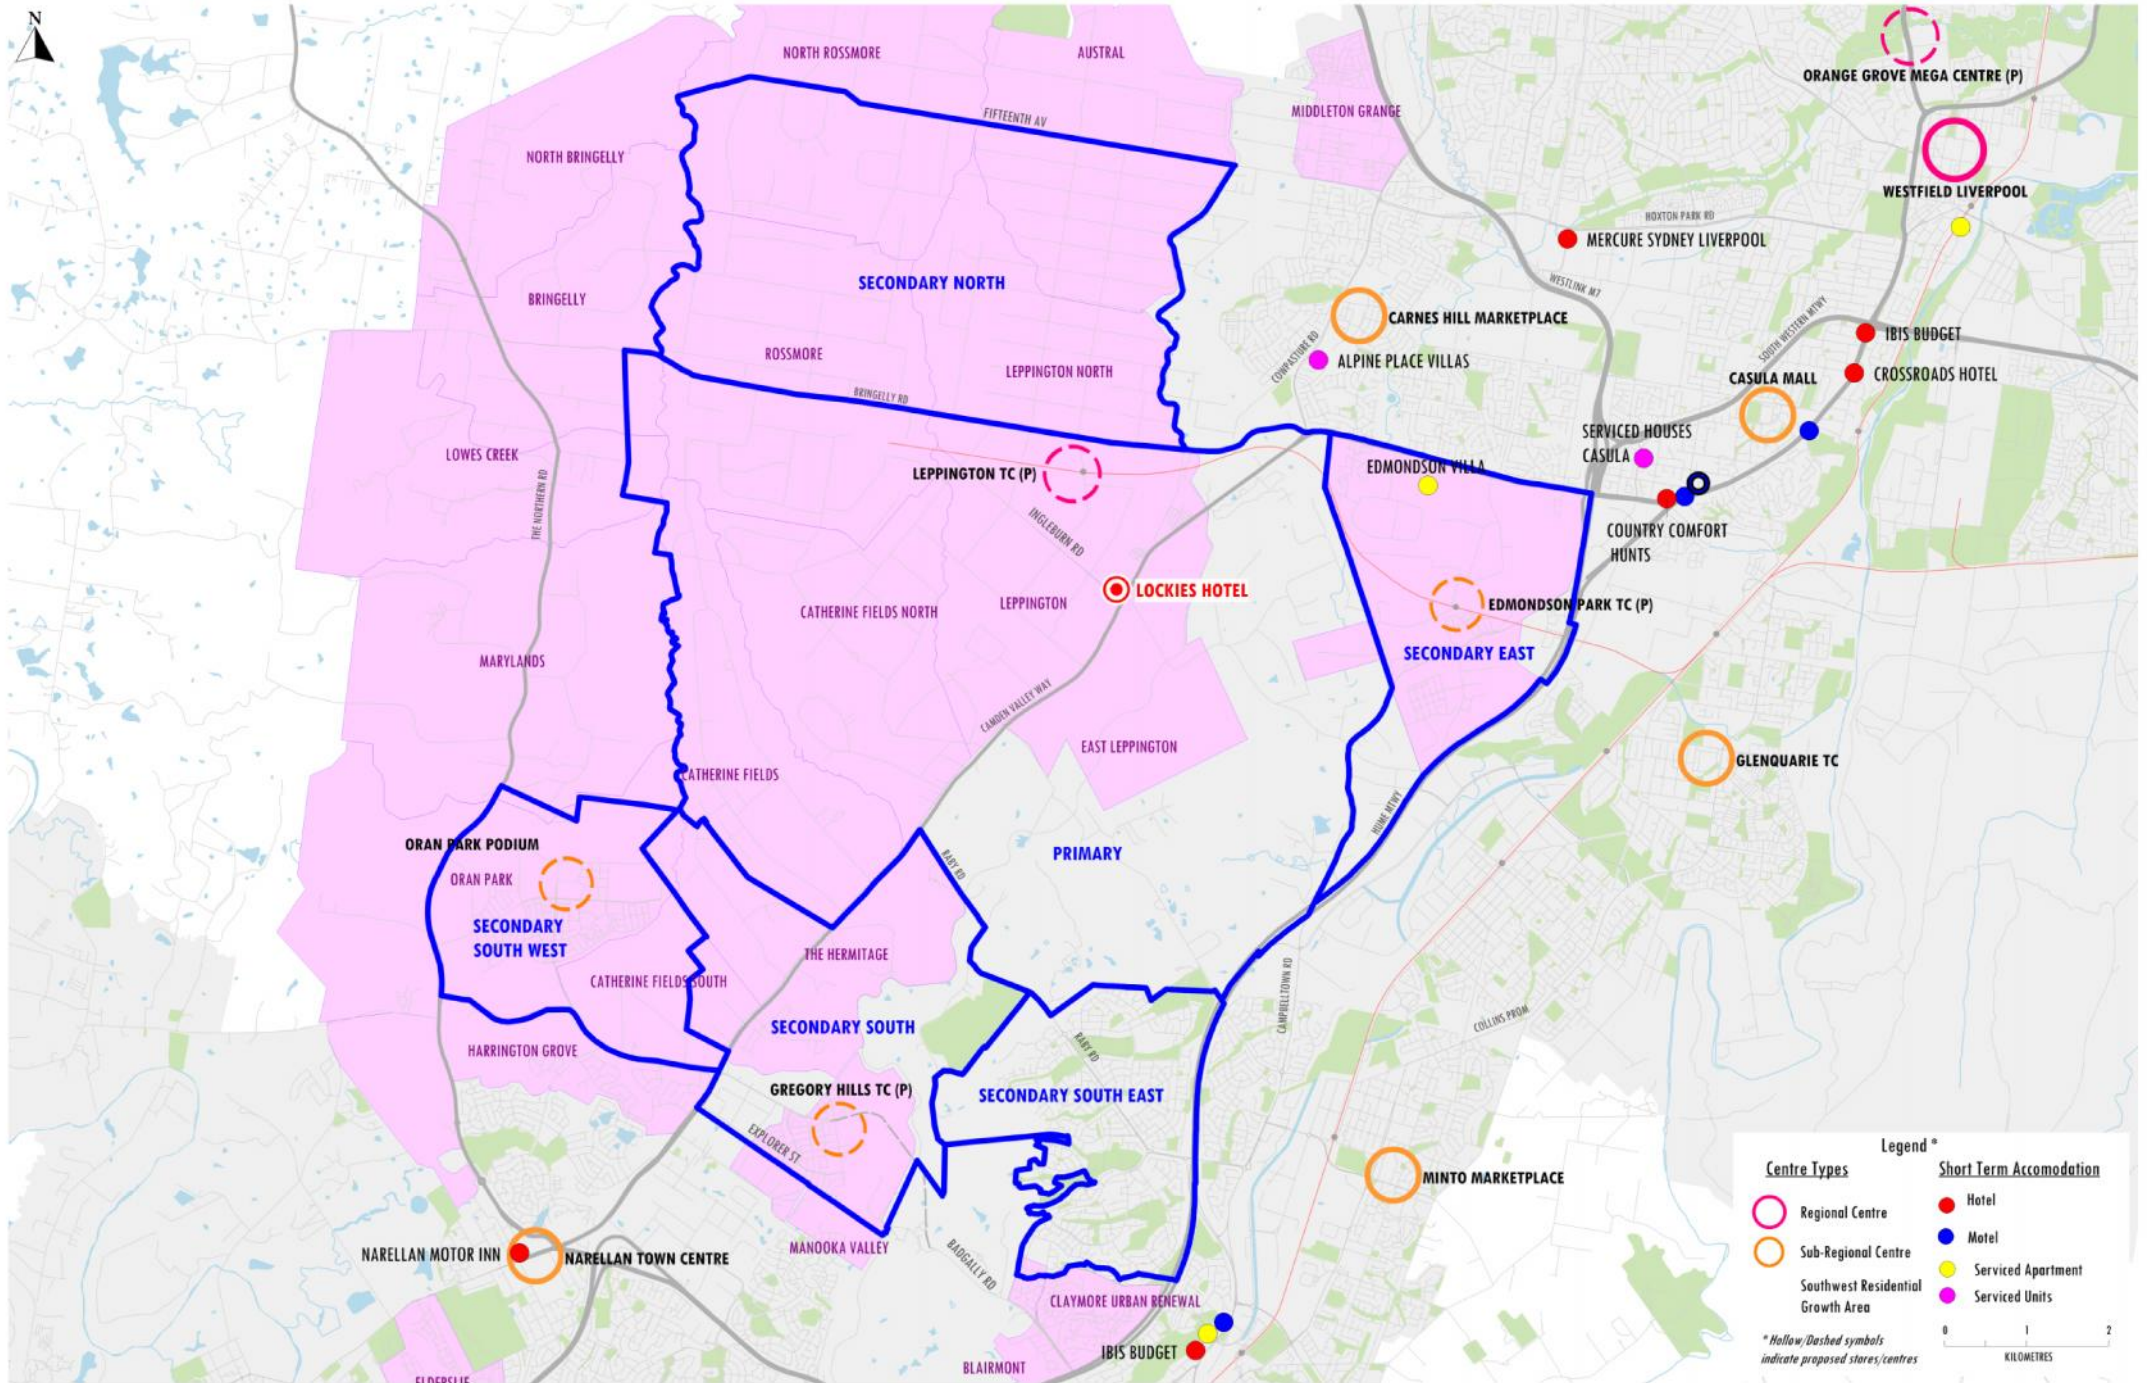 N
NORTH ROSSMORE
AUSTRAL
ORANGE GROVE MEGA CENTRE (P)
MIDDLETON GRANGE
FIFTEENTH AV
NORTH BRINGELLY
WESTFIELD LIVERPOOL
HOXTON PARK RD
MERCURE SYDNEY LIVERPOOL
SECONDARY NORTH
WESTLINK M7
BRINGELLY
CARNES HILL MARKETPLACE
SOUTH WESTERN MTWY
IBIS BUDGET
COWPASTURE RD
ROSSMORE
ALPINE PLACE VILLAS
LEPPINGTON NORTH
CROSSROADS HOTEL
CASULA MALL
BRINGELLY RD
SERVICED HOUSES
CASULA
LOWES CREEK
LEPPINGTON TC (P)
EDMONDSON VILLA
THE NORTHERN RD
INGLEBURN RD
COUNTRY COMFORT
HUNTS
LOCKIES HOTEL
CATHERINE FIELDS NORTH
LEPPINGTON
EDMONDSON PARK TC (P)
SECONDARY EAST
MARYLANDS
CAMDEN VALLEY WAY
EAST LEPPINGTON
GLENQUARIE TC
CATHERINE FIELDS
HUME MTWY
ORAN PARK PODIUM
PRIMARY
RABY RD
ORAN PARK
SECONDARY
SOUTH WEST
THE HERMITAGE
CATHERINE FIELDS SOUTH
CAMPBELLTOWN RD
COLLINS PROM
SECONDARY SOUTH
RABY RD
HARRINGTON GROVE
GREGORY HILLS TC (P)
SECONDARY SOUTH EAST
EXPLORER ST
MINTO MARKETPLACE
MANOOKA VALLEY
NARELLAN MOTOR INN
NARELLAN TOWN CENTRE
BADGALLY RD
CLAYMORE URBAN RENEWAL
IBIS BUDGET
BLAIRMONT
ELDERSLIE
Legend *
Centre Types
Short Term Accomodation
Regional Centre
Hotel
Sub-Regional Centre
Motel
Southwest Residential
Growth Area
Serviced Apartment
Serviced Units
* Hollow/Dashed symbols
indicate proposed stores/centres
0 1 2
KILOMETRES